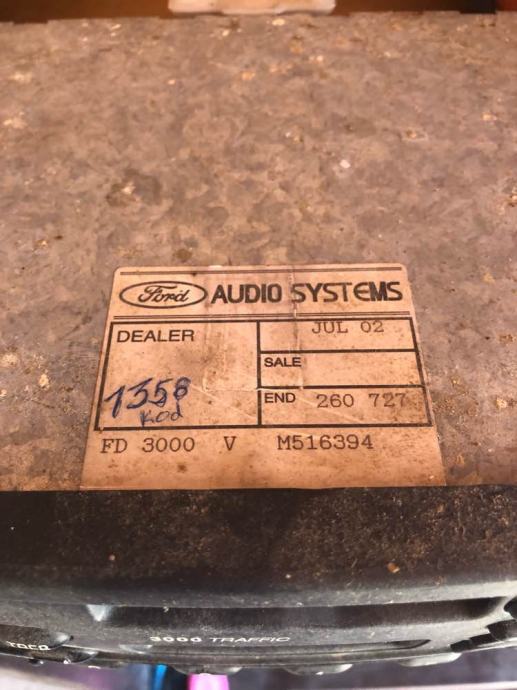 Ford AUDIO SYSTEMS
DEALER
JUL 02
SALE
1358
Kod
END 260 727
FD 3000 V M516394
3000 TRAFFIC